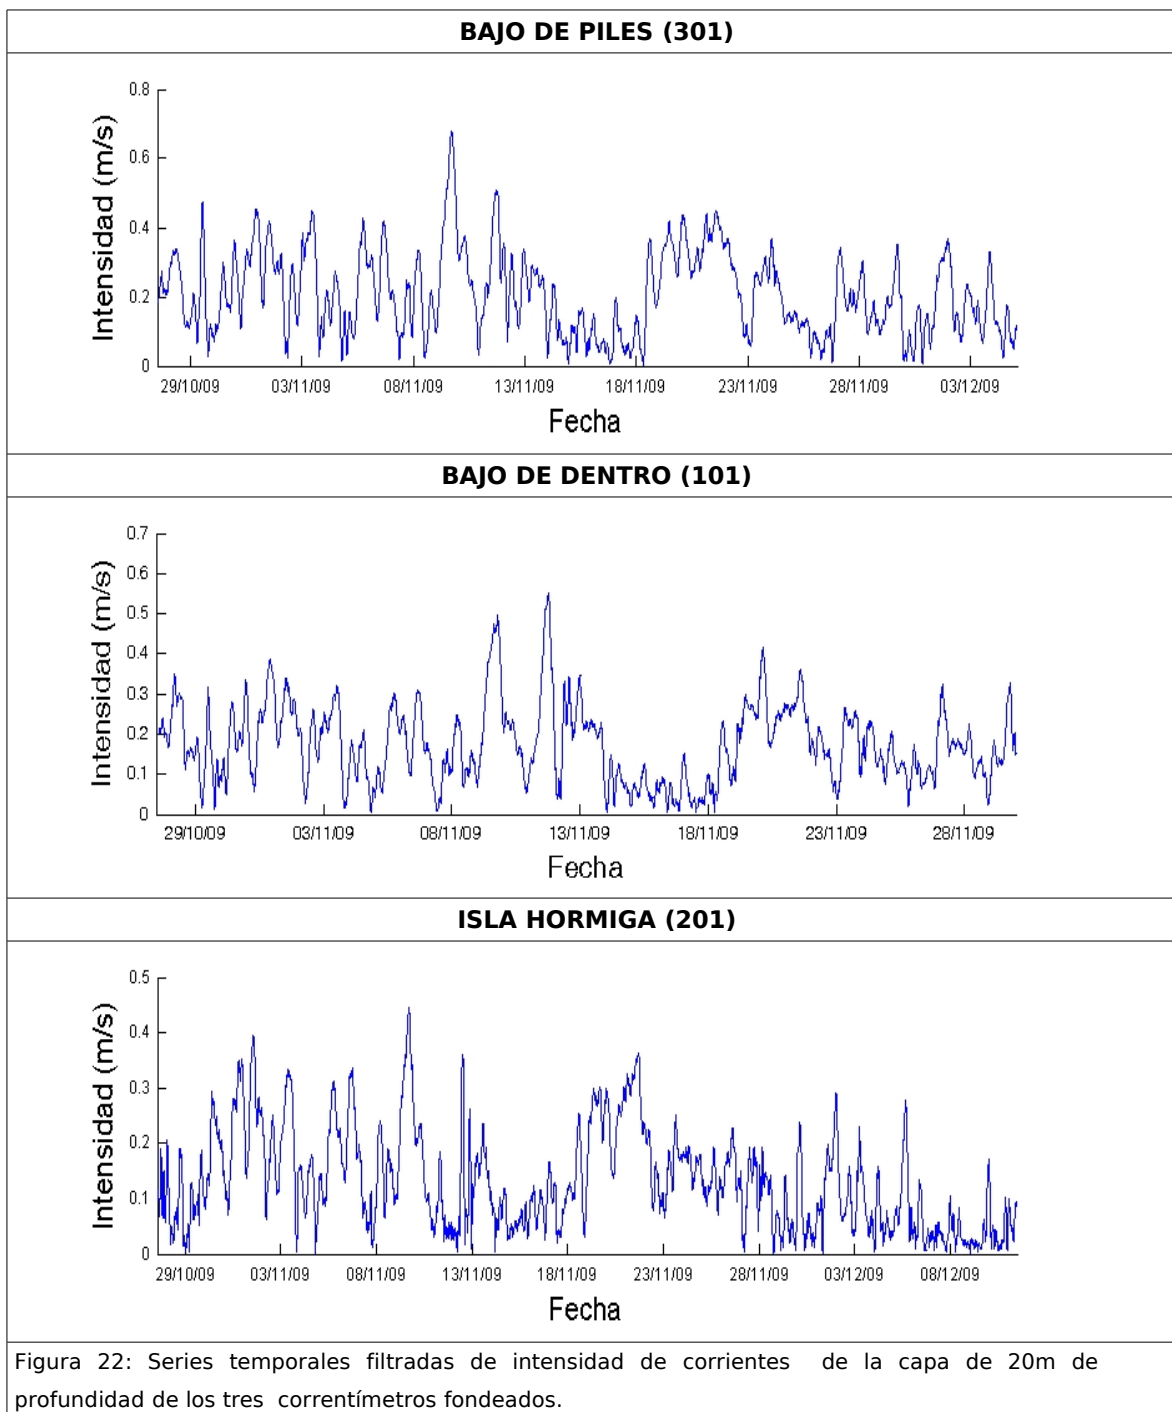 BAJO DE PILES (301)
0.8
0.6
0.4
0.2
0
Intensidad (m/s)
29/10/09 03/11/09 08/11/09 13/11/09 18/11/09 23/11/09 28/11/09 03/12/09
Fecha
BAJO DE DENTRO (101)
0.7
0.6
0.5
0.4
0.3
0.2
0.1
0
Intensidad (m/s)
29/10/09 03/11/09 08/11/09 13/11/09 18/11/09 23/11/09 28/11/09
Fecha
ISLA HORMIGA (201)
0.5
0.4
0.3
0.2
0.1
0
Intensidad (m/s)
29/10/09 03/11/09 08/11/09 13/11/09 18/11/09 23/11/09 28/11/09 03/12/09 08/12/09
Fecha
Figura 22: Series temporales filtradas de intensidad de corrientes de la capa de 20m de
profundidad de los tres correntímetros fondeados.